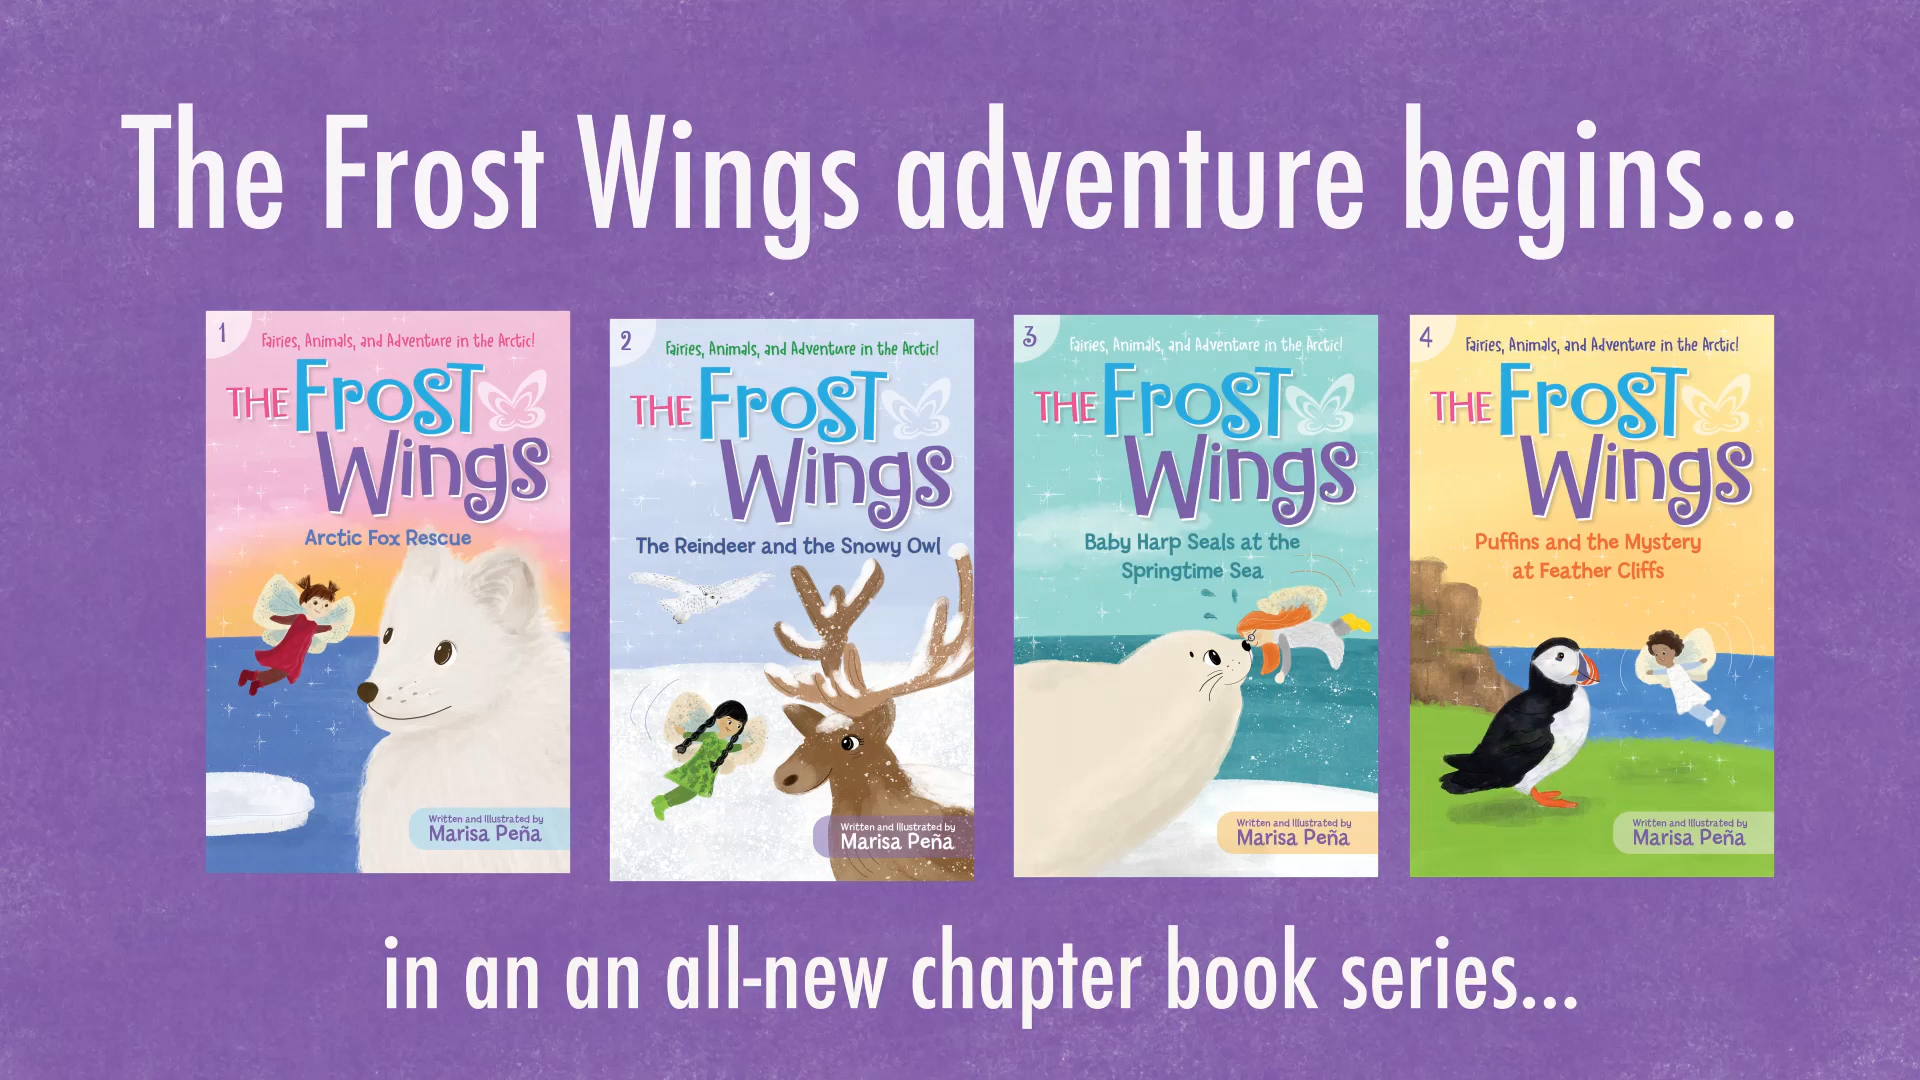 The Frost Wings adventure begins...
1
Fairies, Animals, and Adventure in the Arctic!
THE Frost
Wings
Arctic Fox Rescue
Written and Illustrated by
Marisa Peña
2
Fairies, Animals, and Adventure in the Arctic!
THE Frost
Wings
The Reindeer and the Snowy Owl
Written and Illustrated by
Marisa Peña
3
Fairies, Animals, and Adventure in the Arctic!
THE Frost
Wings
Baby Harp Seals at the
Springtime Sea
Written and Illustrated by
Marisa Peña
4
Fairies, Animals, and Adventure in the Arctic!
THE Frost
Wings
Puffins and the Mystery
at Feather Cliffs
Written and Illustrated by
Marisa Peña
in an an all-new chapter book series...